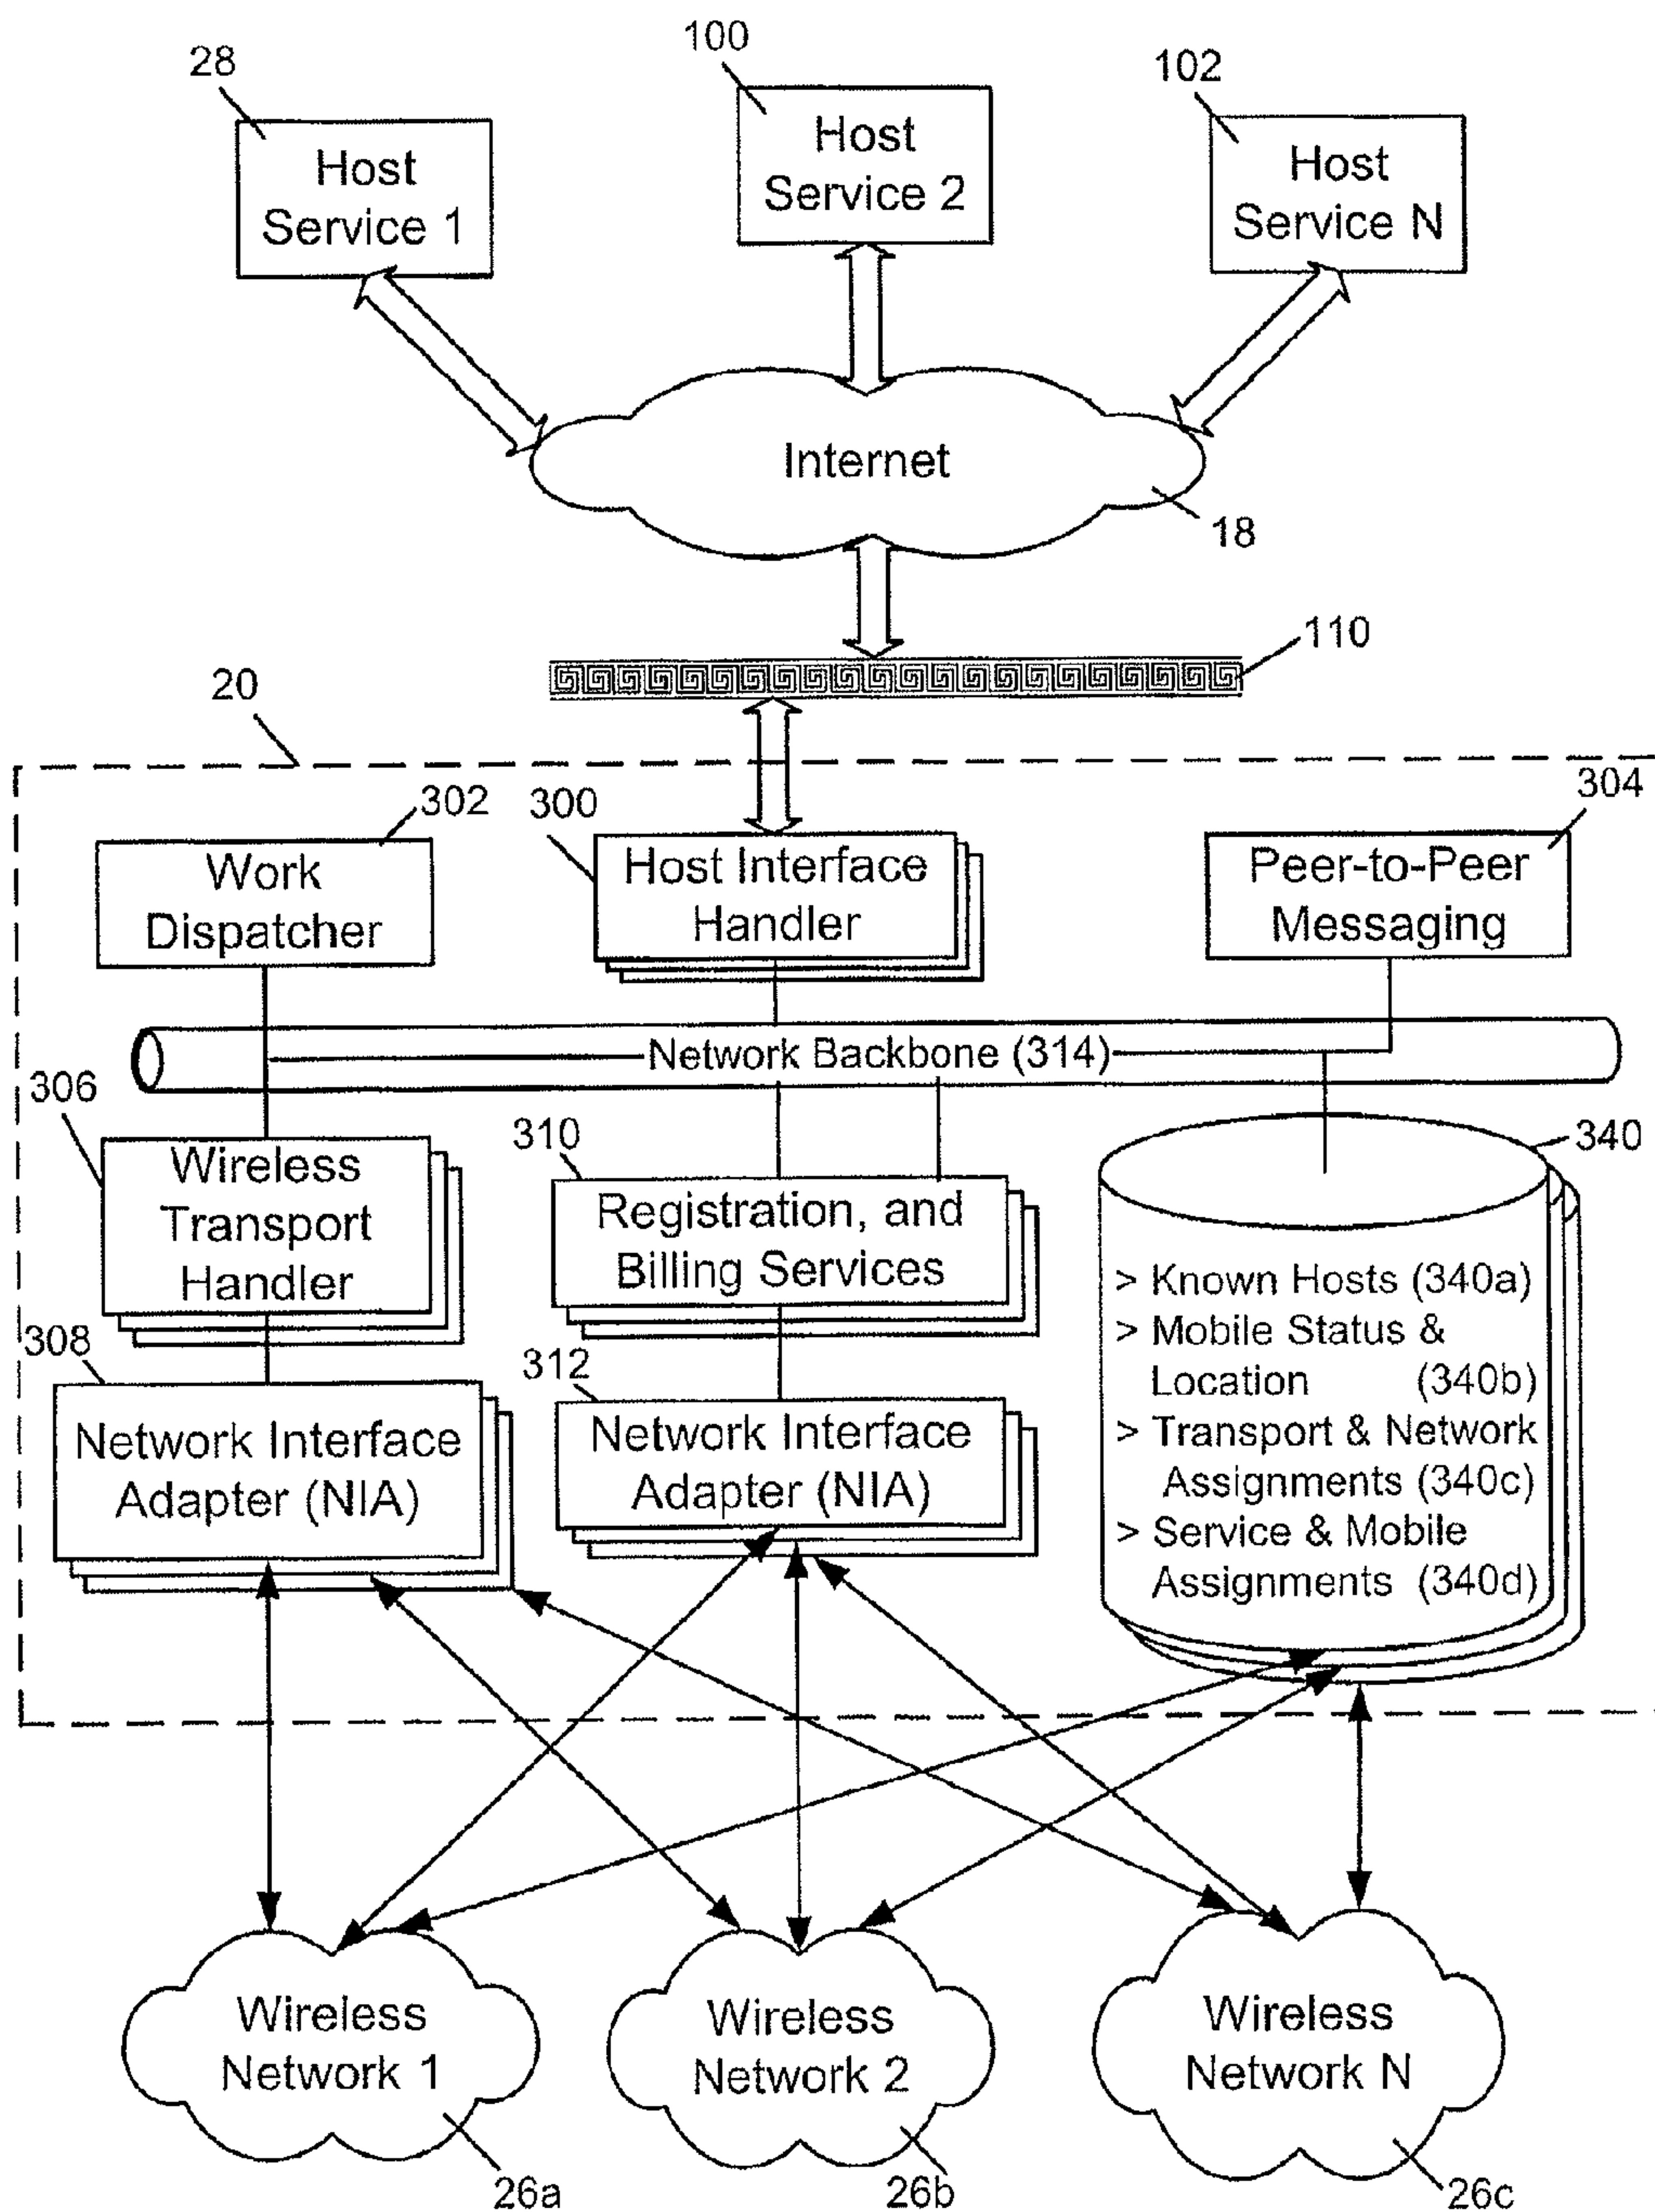 28
100
102
Host
Service 1
Host
Service 2
Host
Service N
Internet
18
110
20
302
300
304
Work
Dispatcher
Host Interface
Handler
Peer-to-Peer
Messaging
Network Backbone (314)
306
310
340
Wireless
Transport
Handler
Registration, and
Billing Services
> Known Hosts (340a)
> Mobile Status &
Location (340b)
> Transport & Network
Assignments (340c)
> Service & Mobile
Assignments (340d)
308
312
Network Interface
Adapter (NIA)
Network Interface
Adapter (NIA)
Wireless
Network 1
Wireless
Network 2
Wireless
Network N
26a
26b
26c